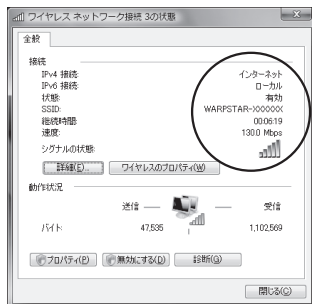 ワイヤレス ネットワーク接続 3の状態
全般
接続
IPv4 接続: インターネット
IPv6 接続: ローカル
状態: 有効
SSID: WARPSTAR-XXXXXX
継続時間: 00:06:19
速度: 130.0 Mbps
シグナルの状態:
詳細(E)... ワイヤレスのプロパティ(W)
動作状況
送信 — — 受信
バイト: 47,535 1,102,569
プロパティ(P) 無効にする(D) 診断(G)
閉じる(C)